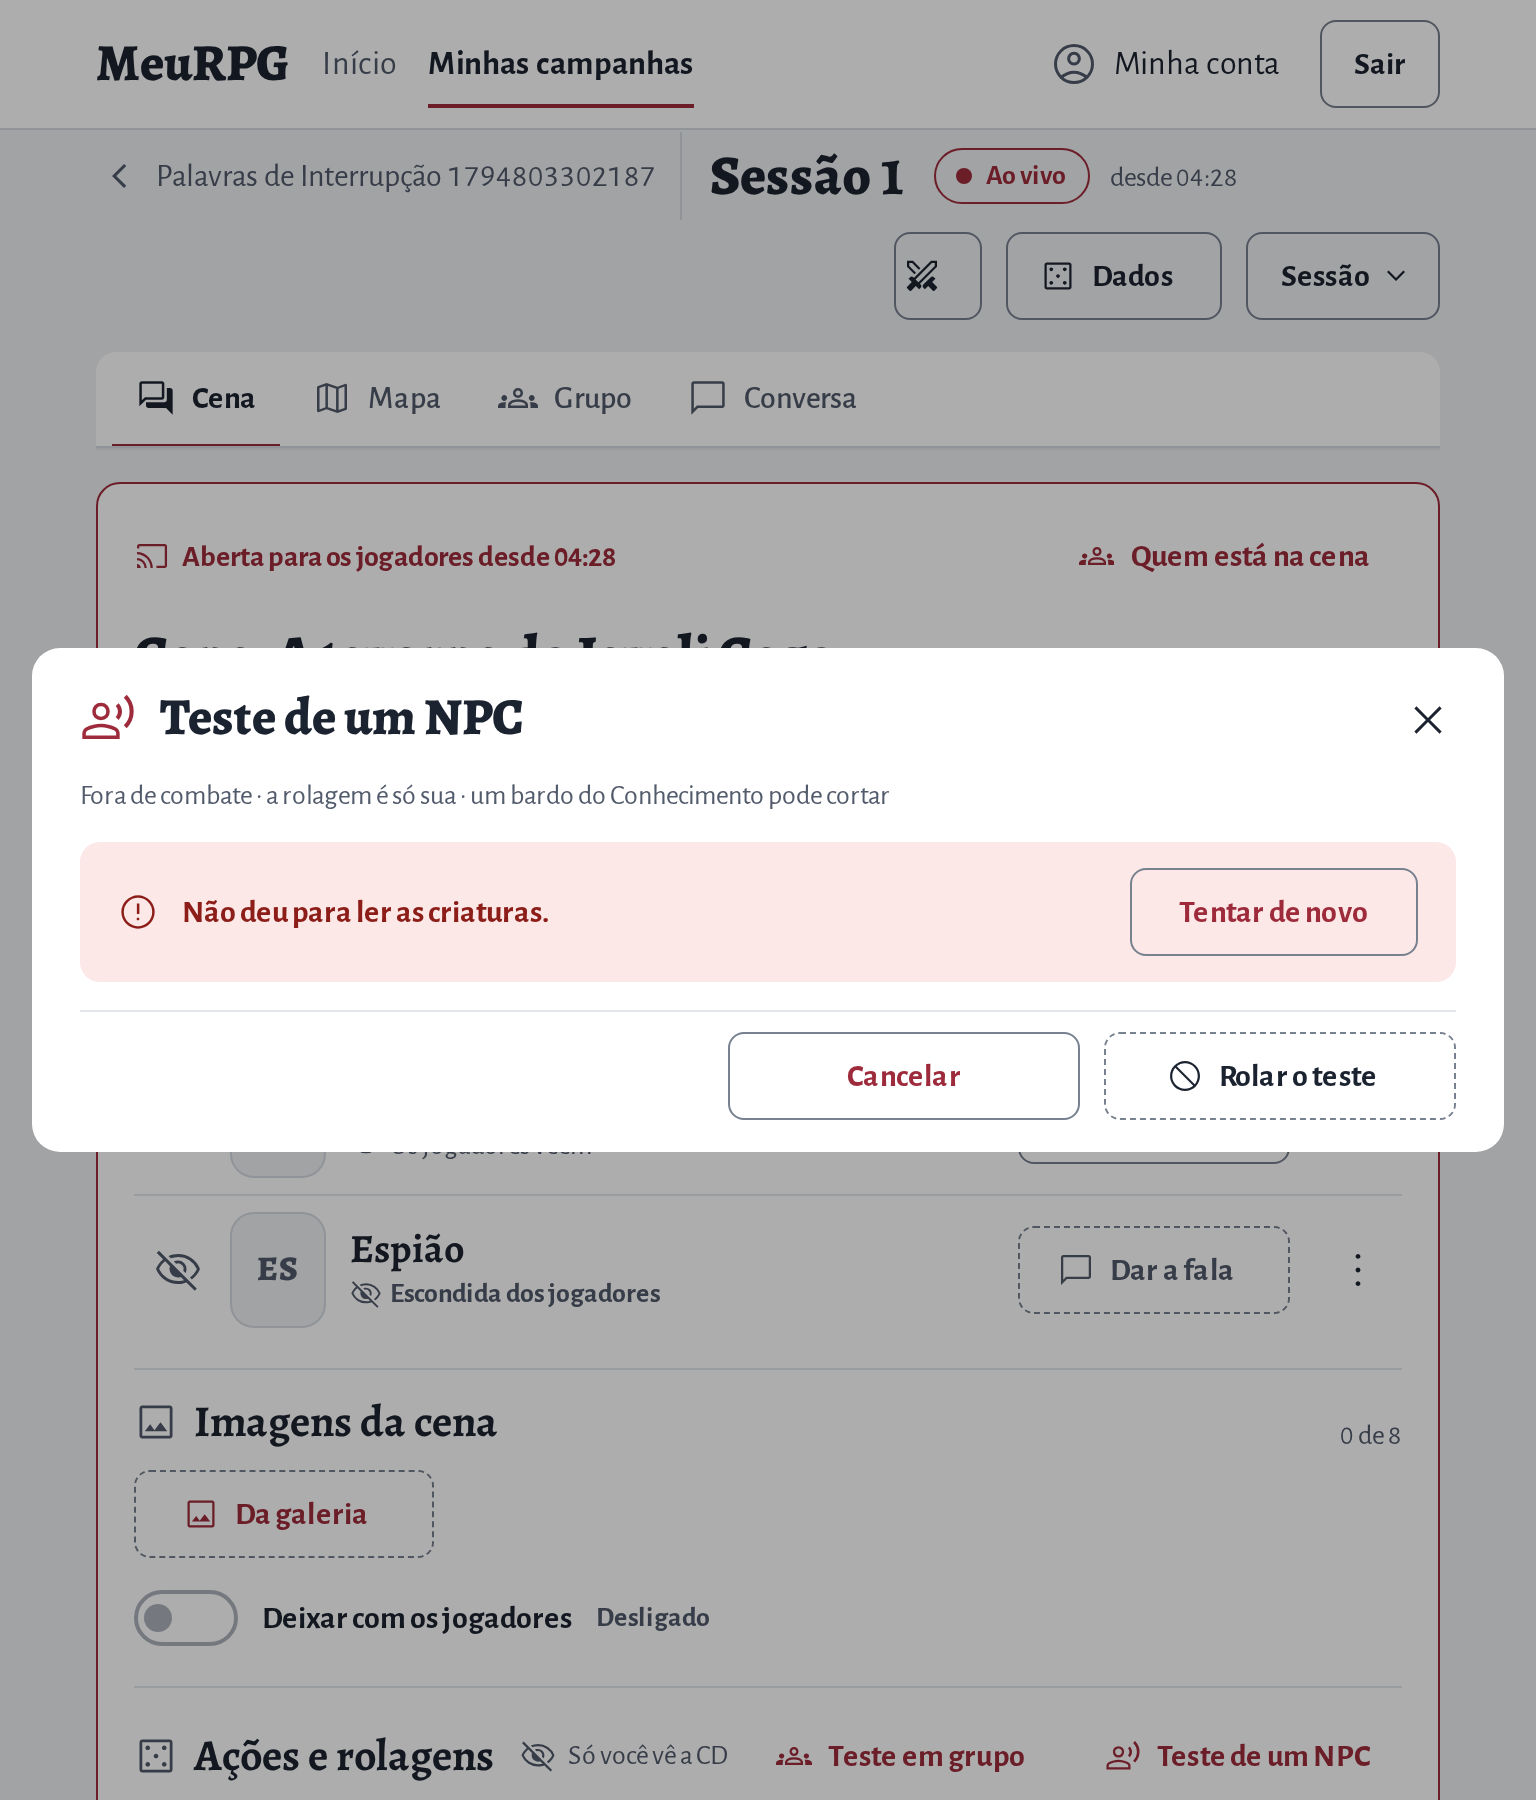 MeuRPG
Início
Minhas campanhas
Minha conta
Sair
Palavras de Interrupção 1794803302187
Sessão 1
Ao vivo
desde 04:28
Dados
Sessão
Cena
Mapa
Grupo
Conversa
Aberta para os jogadores desde 04:28
Quem está na cena
Teste de um NPC
Fora de combate · a rolagem é só sua · um bardo do Conhecimento pode cortar
Não deu para ler as criaturas.
Tentar de novo
Cancelar
Rolar o teste
ES
Espião
Escondida dos jogadores
Dar a fala
Imagens da cena
0 de 8
Da galeria
Deixar com os jogadores
Desligado
Ações e rolagens
Só você vê a CD
Teste em grupo
Teste de um NPC